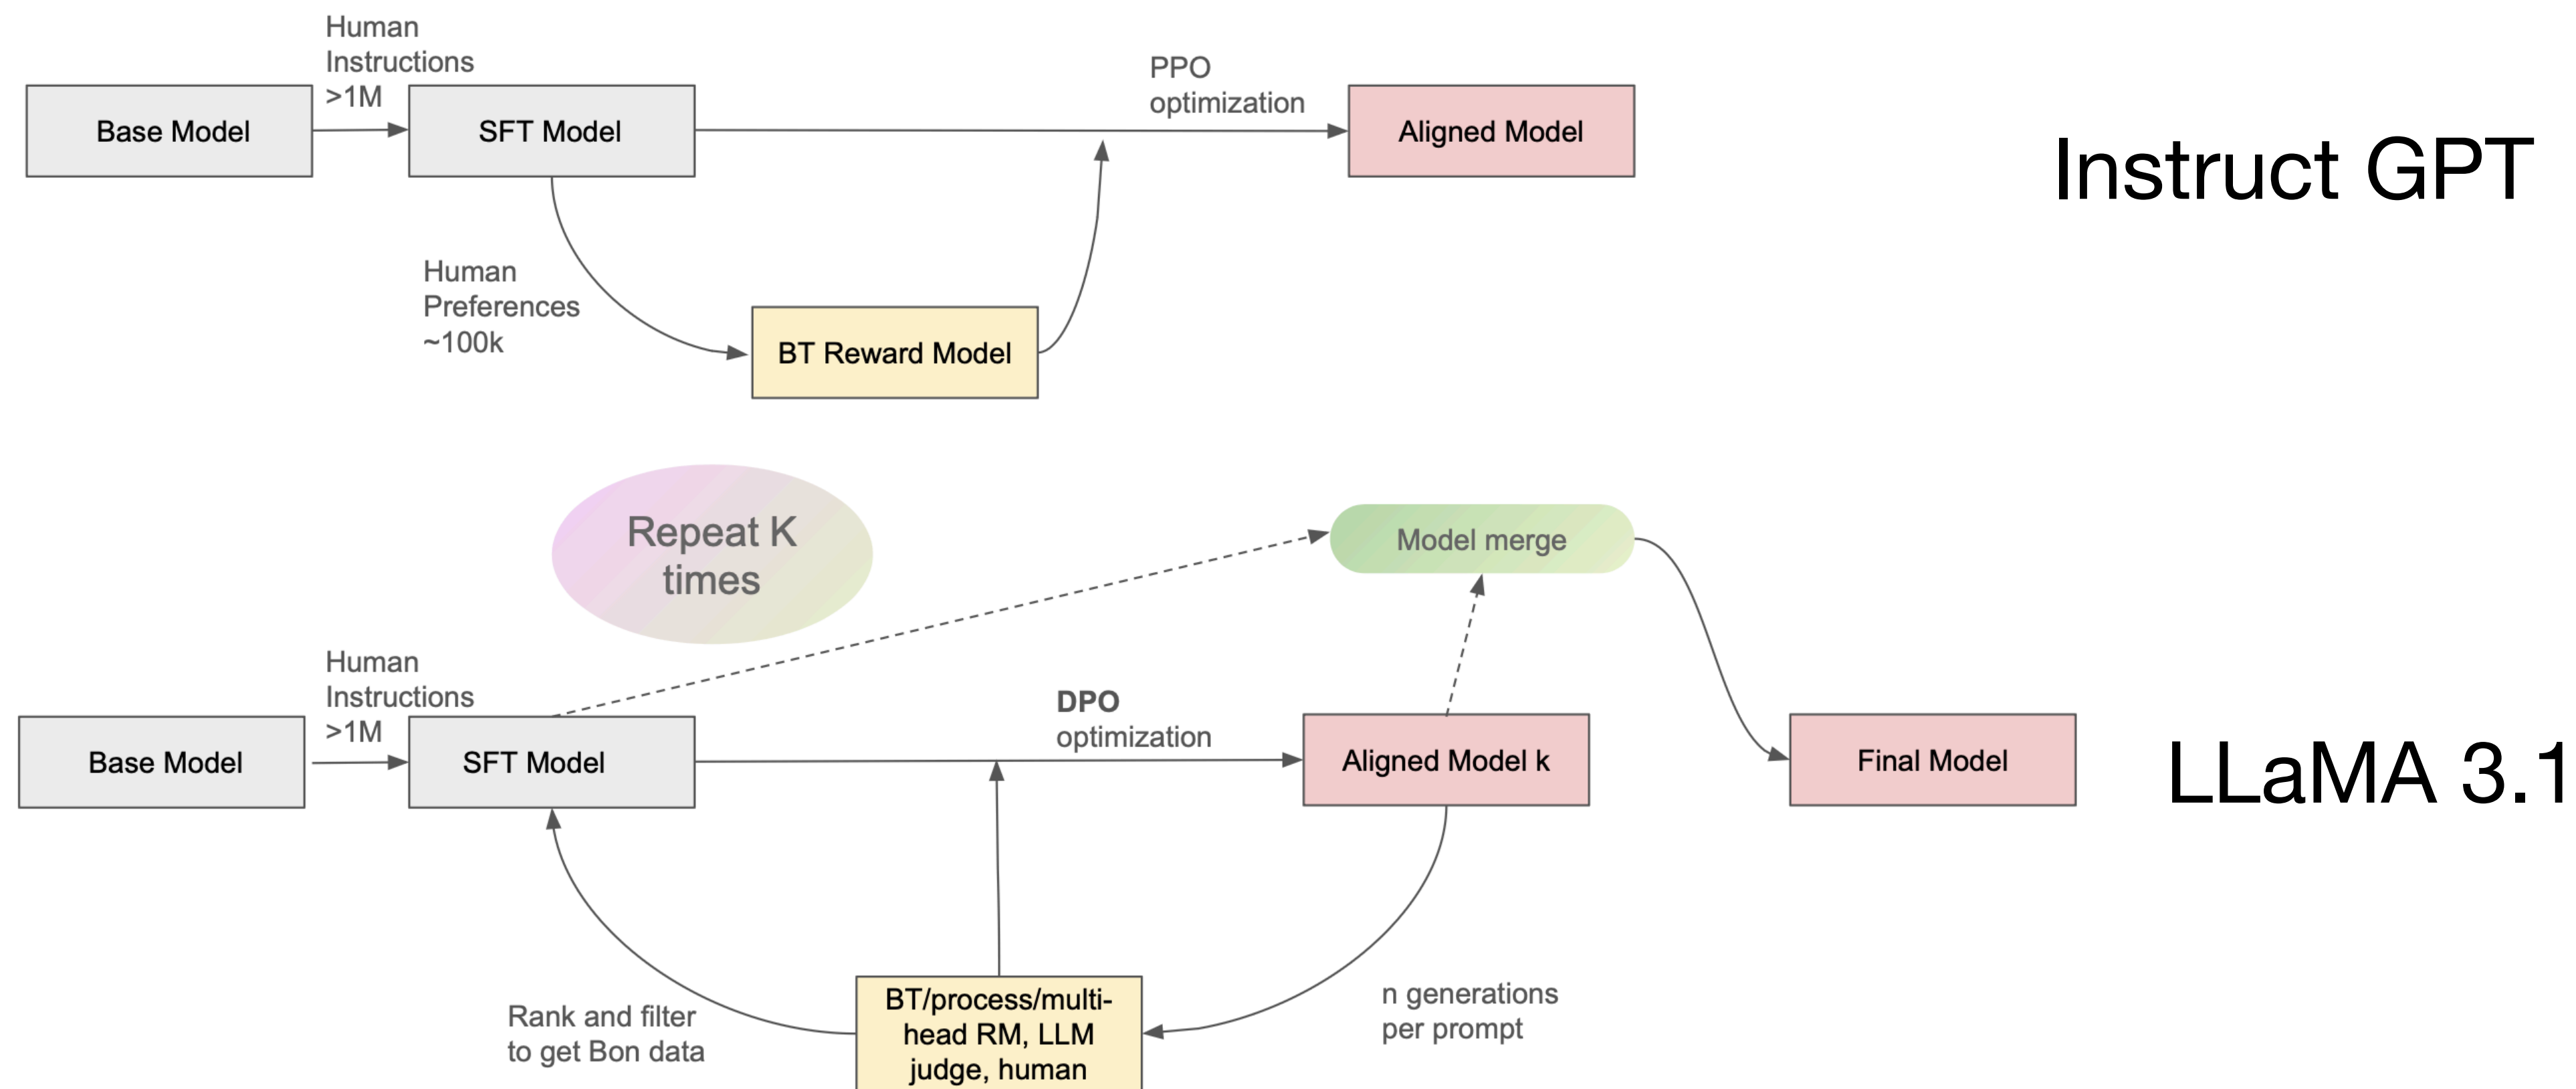 Human
Instructions
>1M
Base Model
SFT Model
PPO
optimization
Aligned Model
Instruct GPT
Human
Preferences
~100k
BT Reward Model
Repeat K
times
Model merge
Human
Instructions
>1M
Base Model
SFT Model
DPO
optimization
Aligned Model k
Final Model
LLaMA 3.1
Rank and filter
to get Bon data
BT/process/multi-
head RM, LLM
judge, human
n generations
per prompt